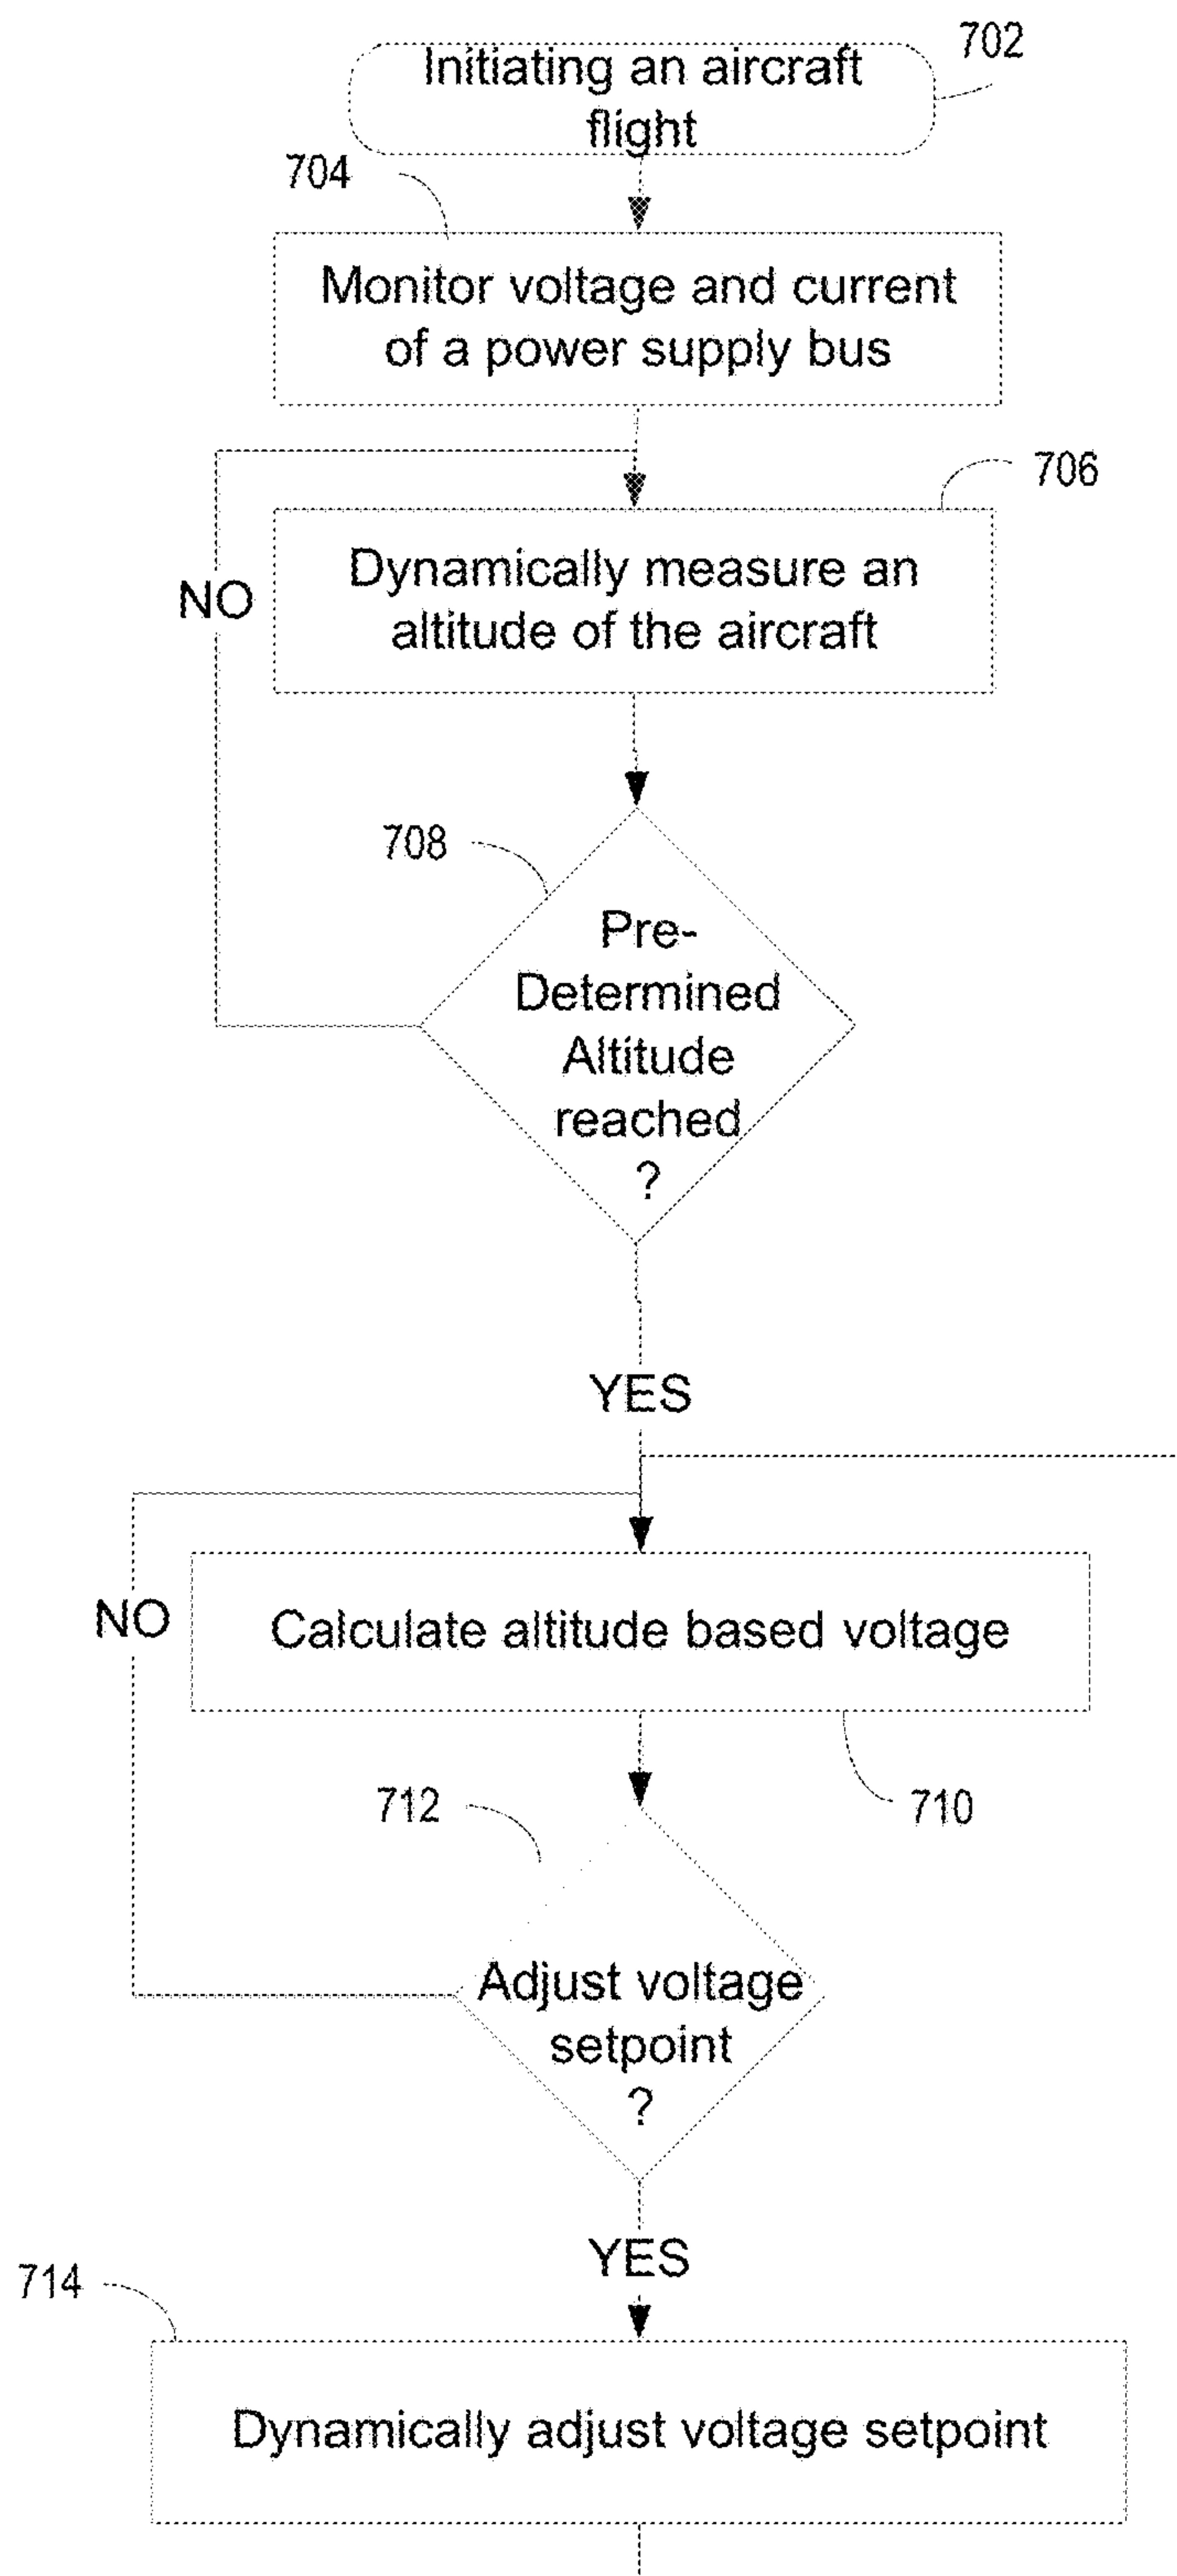 Initiating an aircraft
flight
702
704
Monitor voltage and current
of a power supply bus
706
Dynamically measure an
altitude of the aircraft
NO
708
Pre-
Determined
Altitude
reached
?
YES
NO
Calculate altitude based voltage
710
712
Adjust voltage
setpoint
?
YES
714
Dynamically adjust voltage setpoint